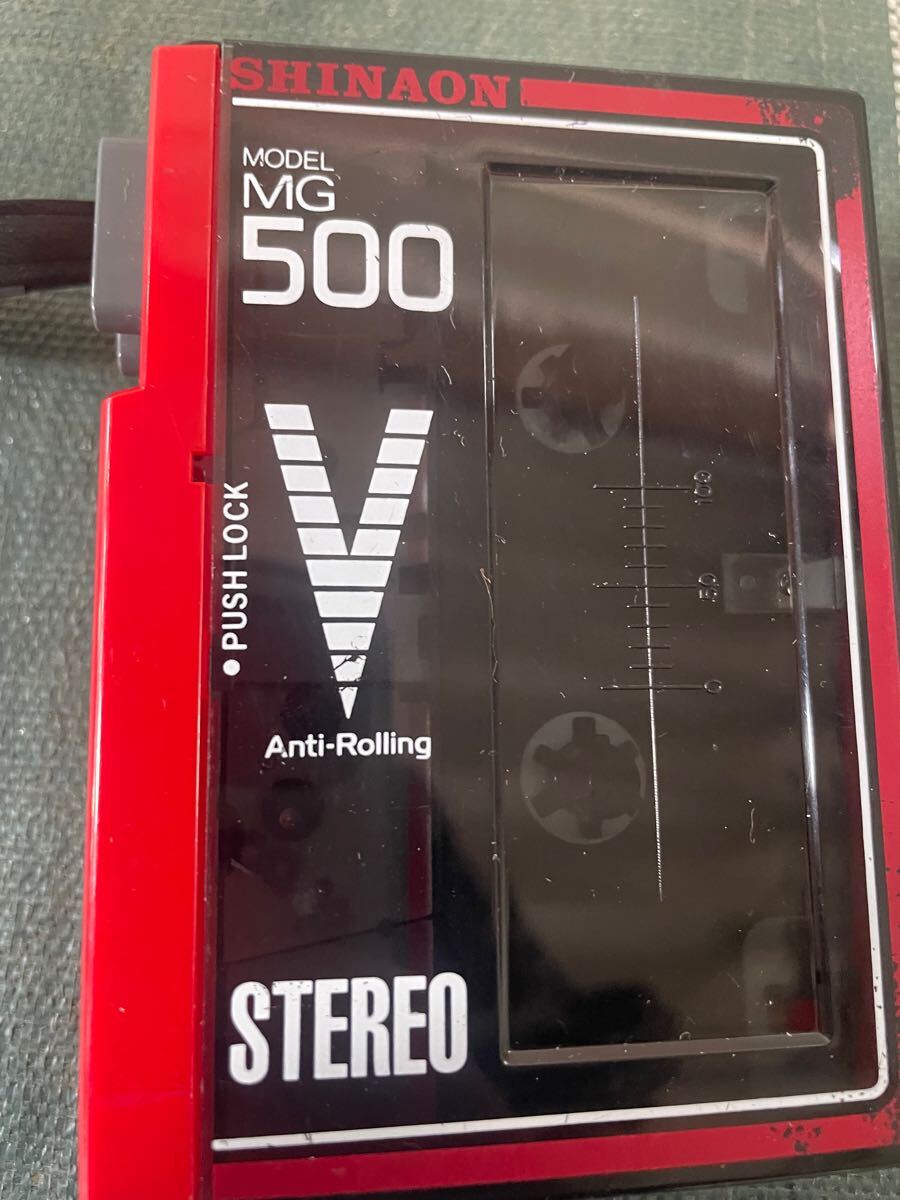 SHINAON
MODEL
MG
500
• PUSH LOCK
Anti-Rolling
100
50
0
STEREO